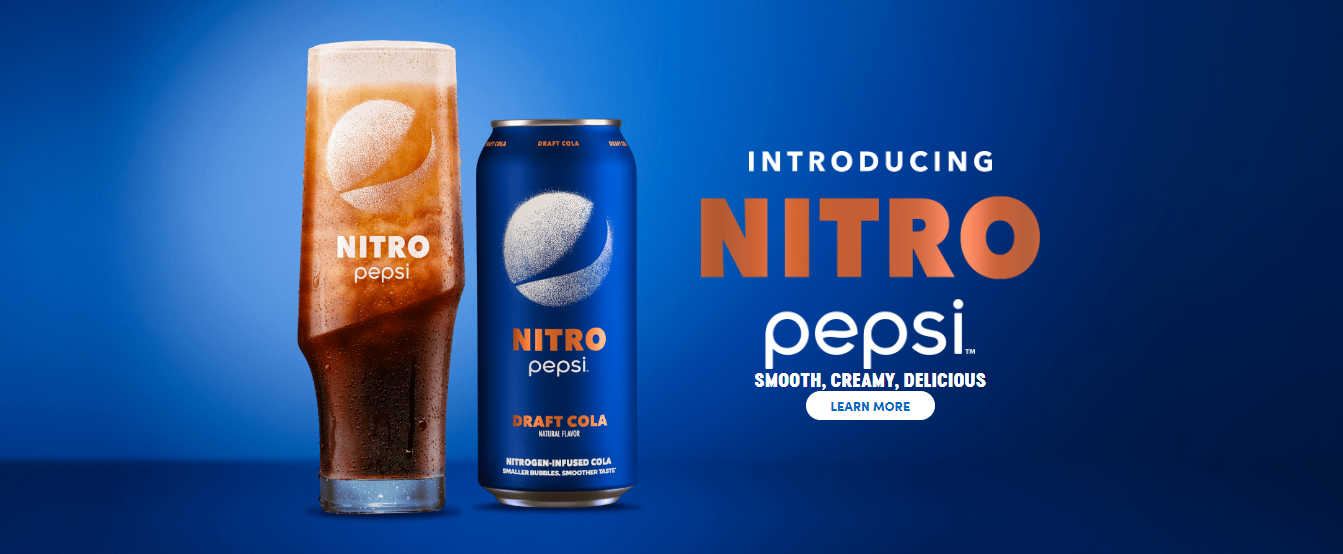 NITRO
pepsi
DRAFT COLA
NITRO
pepsi
DRAFT COLA
NATURAL FLAVOR
NITROGEN-INFUSED COLA
SMALLER BUBBLES. SMOOTHER TASTE
INTRODUCING
NITRO
pepsi™
SMOOTH, CREAMY, DELICIOUS
LEARN MORE